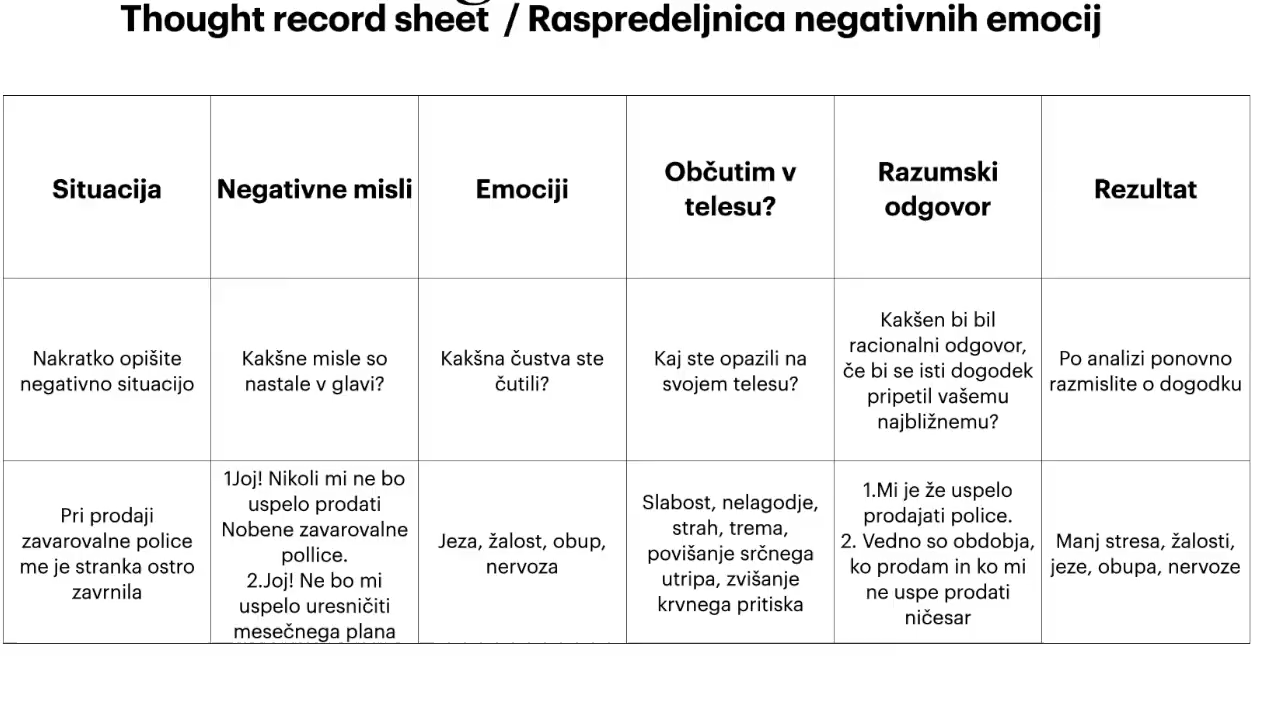 Thought record sheet / Raspredeljnica negativnih emocij
Situacija
Negativne misli
Emociji
Občutim v
telesu?
Razumski
odgovor
Rezultat
Nakratko opišite
negativno situacijo
Kakšne misle so
nastale v glavi?
Kakšna čustva ste
čutili?
Kaj ste opazili na
svojem telesu?
Kakšen bi bil
racionalni odgovor,
če bi se isti dogodek
pripetil vašemu
najbližnemu?
Po analizi ponovno
razmislite o dogodku
Pri prodaji
zavarovalne police
me je stranka ostro
zavrnila
1Joj! Nikoli mi ne bo
uspelo prodati
Nobene zavarovalne
pollice.
2.Joj! Ne bo mi
uspelo uresničiti
mesečnega plana
Jeza, žalost, obup,
nervoza
Slabost, nelagodje,
strah, trema,
povišanje srčnega
utripa, zvišanje
krvnega pritiska
1.Mi je že uspelo
prodajati police.
2. Vedno so obdobja,
ko prodam in ko mi
ne uspe prodati
ničesar
Manj stresa, žalosti,
jeze, obupa, nervoze